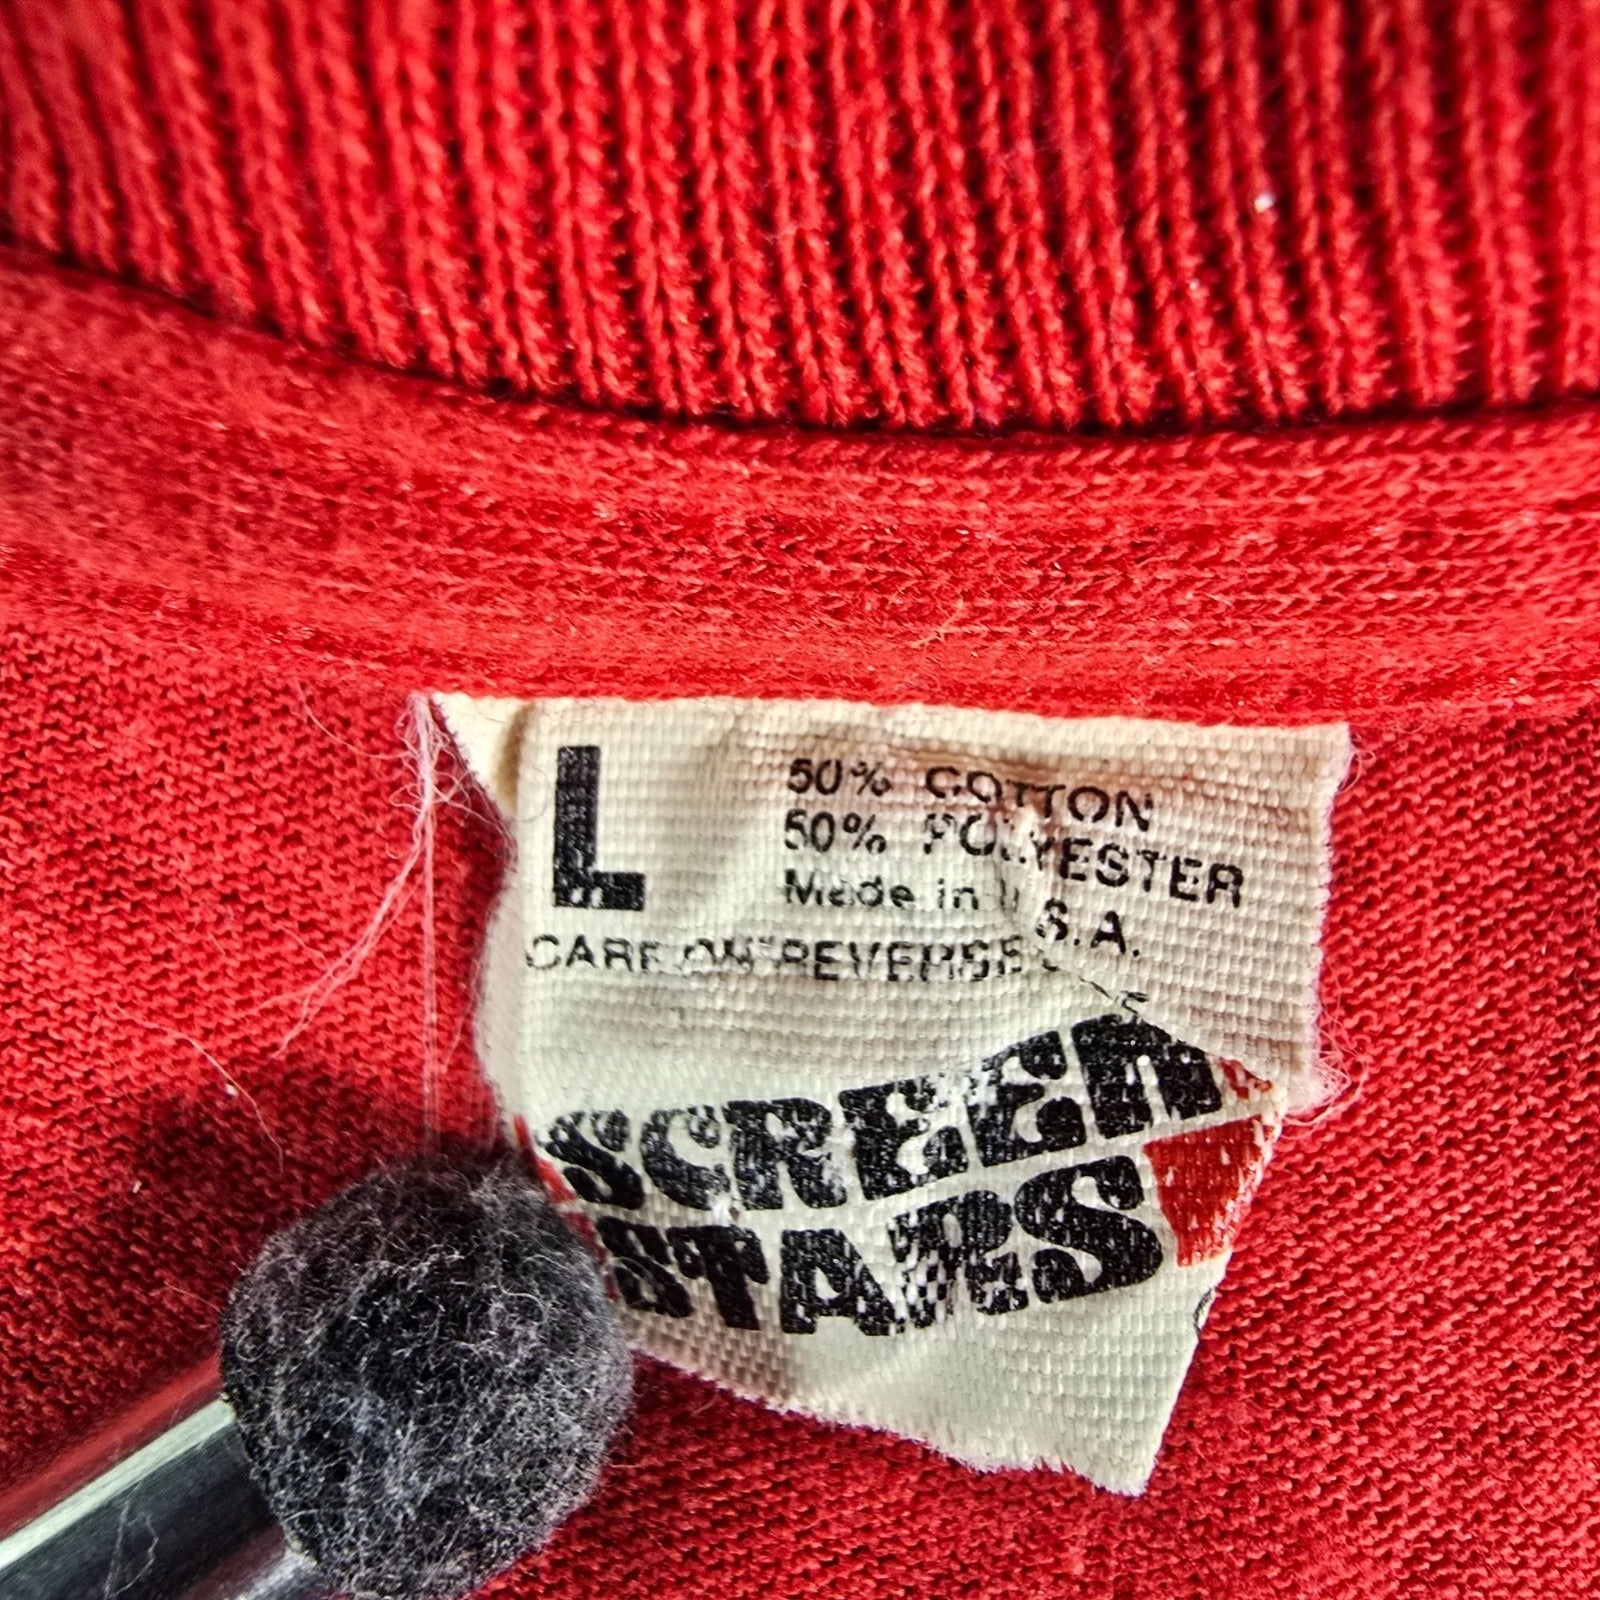 L
50% COTTON
50% POLYESTER
Made in U.S.A.
CARE ON REVERSE
SCREEN
STARS